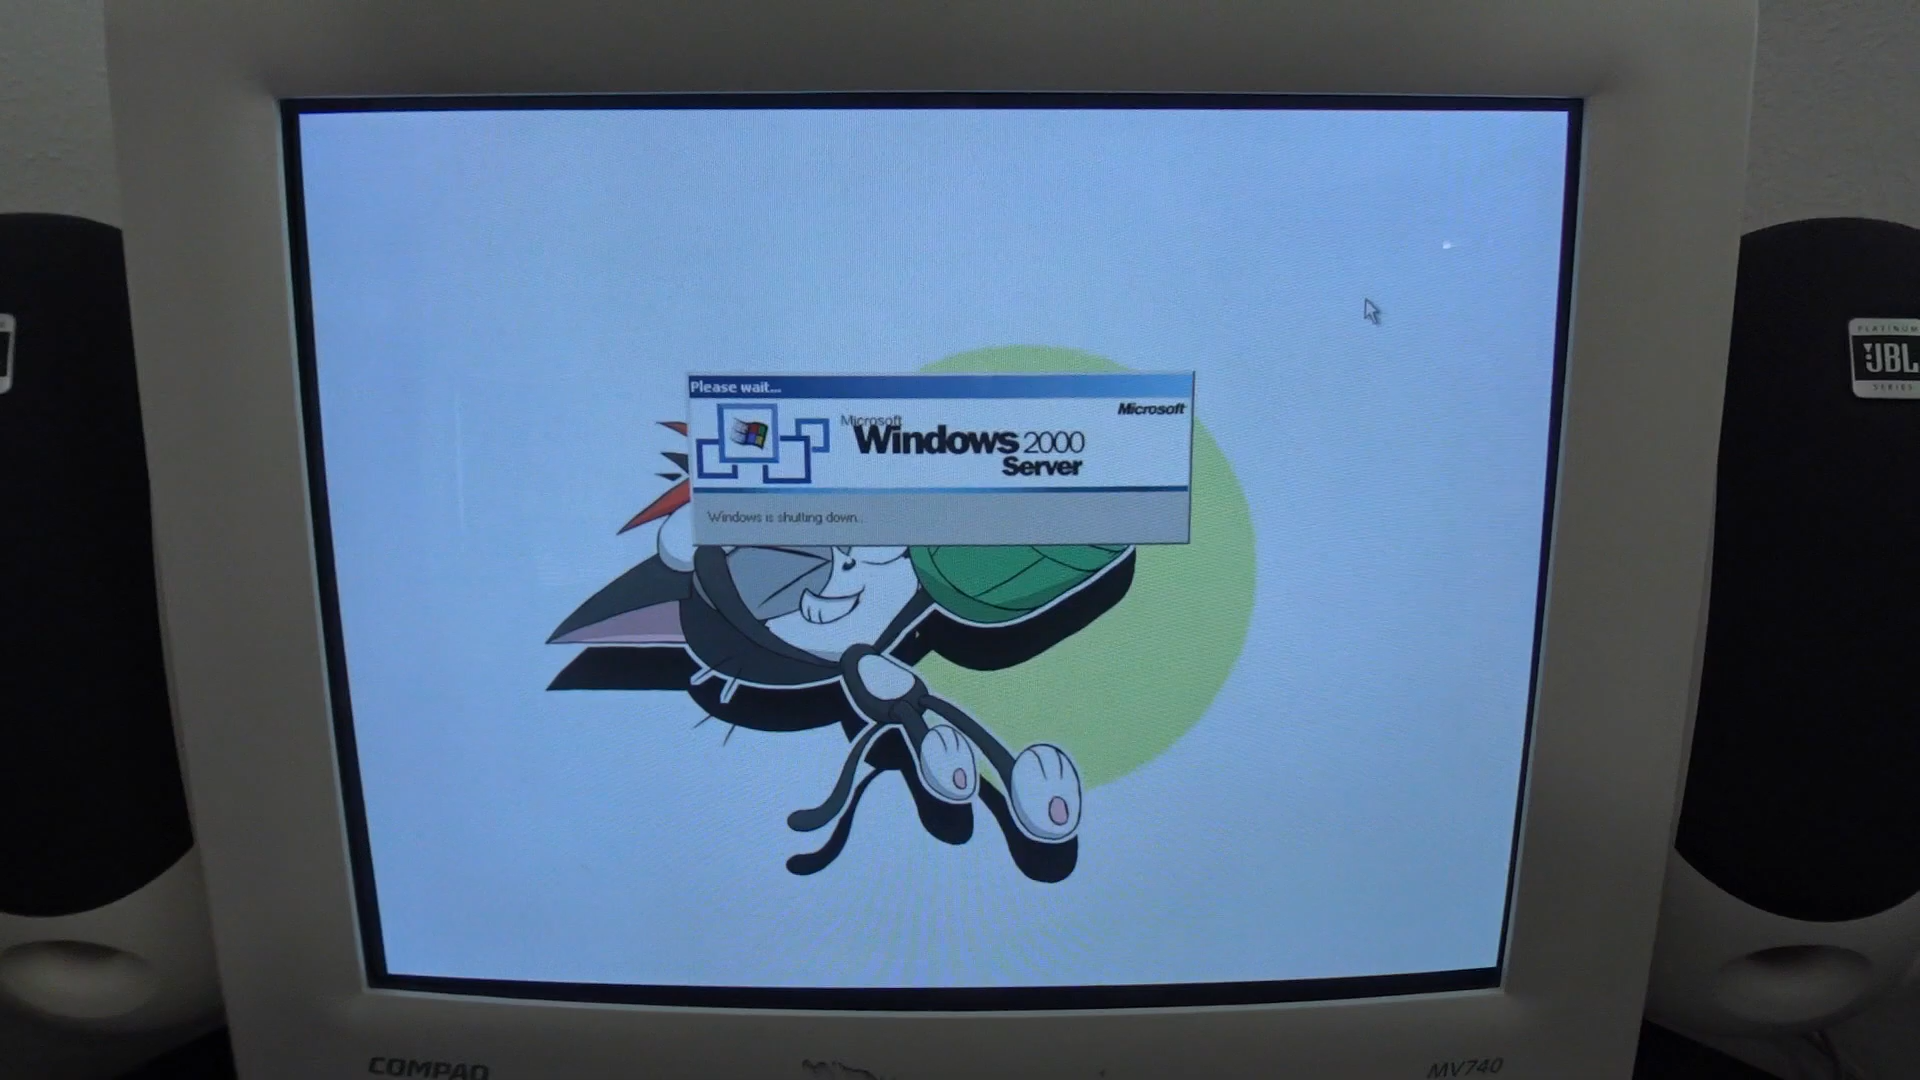 Please wait...
Microsoft
Microsoft
Windows 2000
Server
Windows is shutting down...
PLATINUM
JBL
SERIES
COMPAQ
MV740